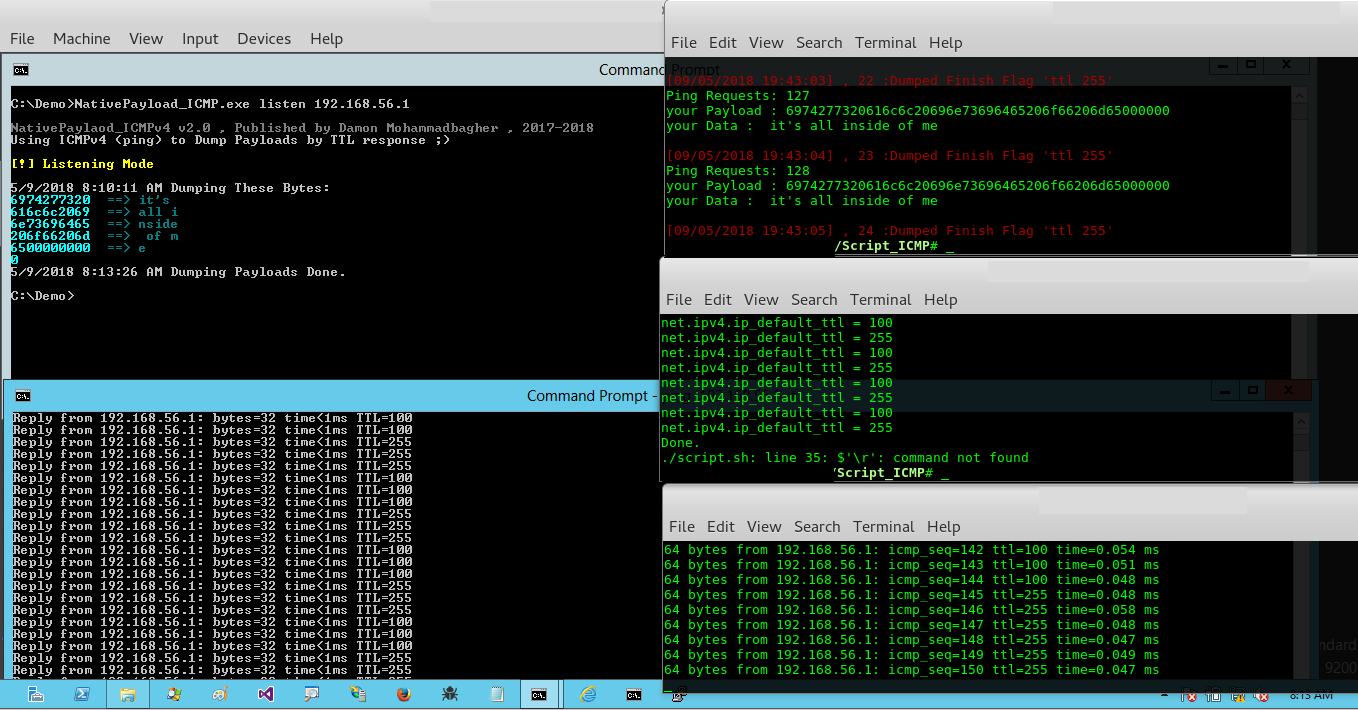 File Machine View Input Devices Help
Command Prompt
C:\Demo>NativePayload_ICMP.exe listen 192.168.56.1
NativePaylaod_ICMPv4 v2.0 , Published by Damon Mohammadbagher , 2017-2018
Using ICMPv4 (ping) to Dump Payloads by TTL response ;)
[!] Listening Mode
5/9/2018 8:10:11 AM Dumping These Bytes:
6974277320 ==> it's
616c6c2069 ==> all i
6e73696465 ==> nside
206f66206d ==> of m
6500000000 ==> e
0
5/9/2018 8:13:26 AM Dumping Payloads Done.
C:\Demo>
Command Prompt -
Reply from 192.168.56.1: bytes=32 time<1ms TTL=100
Reply from 192.168.56.1: bytes=32 time<1ms TTL=100
Reply from 192.168.56.1: bytes=32 time<1ms TTL=255
Reply from 192.168.56.1: bytes=32 time<1ms TTL=255
Reply from 192.168.56.1: bytes=32 time<1ms TTL=255
Reply from 192.168.56.1: bytes=32 time<1ms TTL=100
Reply from 192.168.56.1: bytes=32 time<1ms TTL=100
Reply from 192.168.56.1: bytes=32 time<1ms TTL=100
Reply from 192.168.56.1: bytes=32 time<1ms TTL=255
Reply from 192.168.56.1: bytes=32 time<1ms TTL=255
Reply from 192.168.56.1: bytes=32 time<1ms TTL=255
Reply from 192.168.56.1: bytes=32 time<1ms TTL=100
Reply from 192.168.56.1: bytes=32 time<1ms TTL=100
Reply from 192.168.56.1: bytes=32 time<1ms TTL=100
Reply from 192.168.56.1: bytes=32 time<1ms TTL=255
Reply from 192.168.56.1: bytes=32 time<1ms TTL=255
Reply from 192.168.56.1: bytes=32 time<1ms TTL=255
Reply from 192.168.56.1: bytes=32 time<1ms TTL=100
Reply from 192.168.56.1: bytes=32 time<1ms TTL=100
Reply from 192.168.56.1: bytes=32 time<1ms TTL=100
Reply from 192.168.56.1: bytes=32 time<1ms TTL=255
Reply from 192.168.56.1: bytes=32 time<1ms TTL=255
File Edit View Search Terminal Help
[09/05/2018 19:43:03] , 22 :Dumped Finish Flag 'ttl 255'
Ping Requests: 127
your Payload : 6974277320616c6c20696e73696465206f66206d65000000
your Data : it's all inside of me
[09/05/2018 19:43:04] , 23 :Dumped Finish Flag 'ttl 255'
Ping Requests: 128
your Payload : 6974277320616c6c20696e73696465206f66206d65000000
your Data : it's all inside of me
[09/05/2018 19:43:05] , 24 :Dumped Finish Flag 'ttl 255'
/Script_ICMP# _
File Edit View Search Terminal Help
net.ipv4.ip_default_ttl = 100
net.ipv4.ip_default_ttl = 255
net.ipv4.ip_default_ttl = 100
net.ipv4.ip_default_ttl = 255
net.ipv4.ip_default_ttl = 100
net.ipv4.ip_default_ttl = 255
net.ipv4.ip_default_ttl = 100
net.ipv4.ip_default_ttl = 255
Done.
./script.sh: line 35: $'\r': command not found
/Script_ICMP# _
File Edit View Search Terminal Help
64 bytes from 192.168.56.1: icmp_seq=142 ttl=100 time=0.054 ms
64 bytes from 192.168.56.1: icmp_seq=143 ttl=100 time=0.051 ms
64 bytes from 192.168.56.1: icmp_seq=144 ttl=100 time=0.048 ms
64 bytes from 192.168.56.1: icmp_seq=145 ttl=255 time=0.048 ms
64 bytes from 192.168.56.1: icmp_seq=146 ttl=255 time=0.058 ms
64 bytes from 192.168.56.1: icmp_seq=147 ttl=255 time=0.048 ms
64 bytes from 192.168.56.1: icmp_seq=148 ttl=255 time=0.047 ms
64 bytes from 192.168.56.1: icmp_seq=149 ttl=255 time=0.049 ms
64 bytes from 192.168.56.1: icmp_seq=150 ttl=255 time=0.047 ms
ndard
9200
8:13 AM